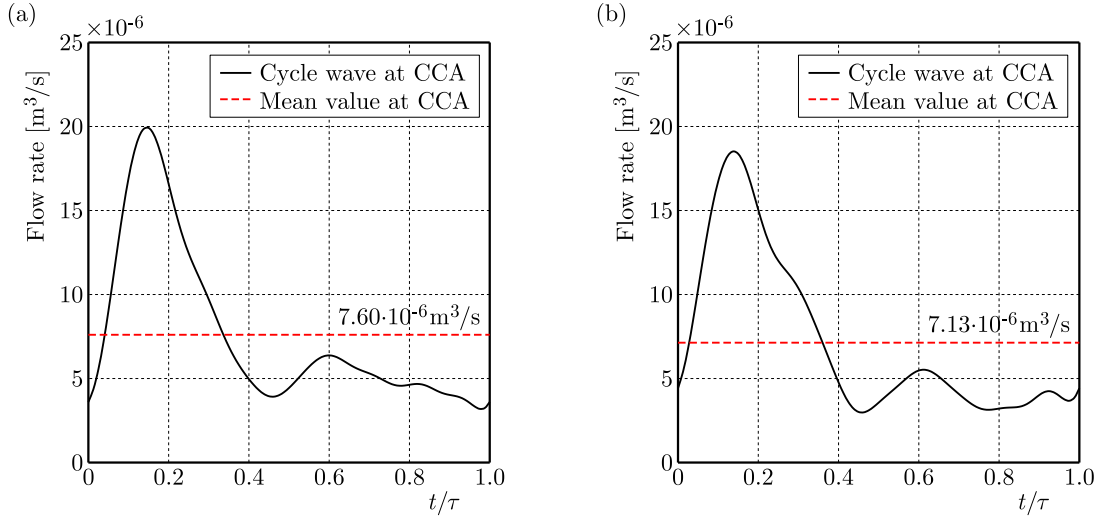 (a)
×10-6
25
20
15
10
5
0
Flow rate [m3/s]
Cycle wave at CCA
Mean value at CCA
7.60·10-6m3/s
0 0.2 0.4 0.6 0.8 1.0
t/τ
(b)
×10-6
25
20
15
10
5
0
Flow rate [m3/s]
Cycle wave at CCA
Mean value at CCA
7.13·10-6m3/s
0 0.2 0.4 0.6 0.8 1.0
t/τ